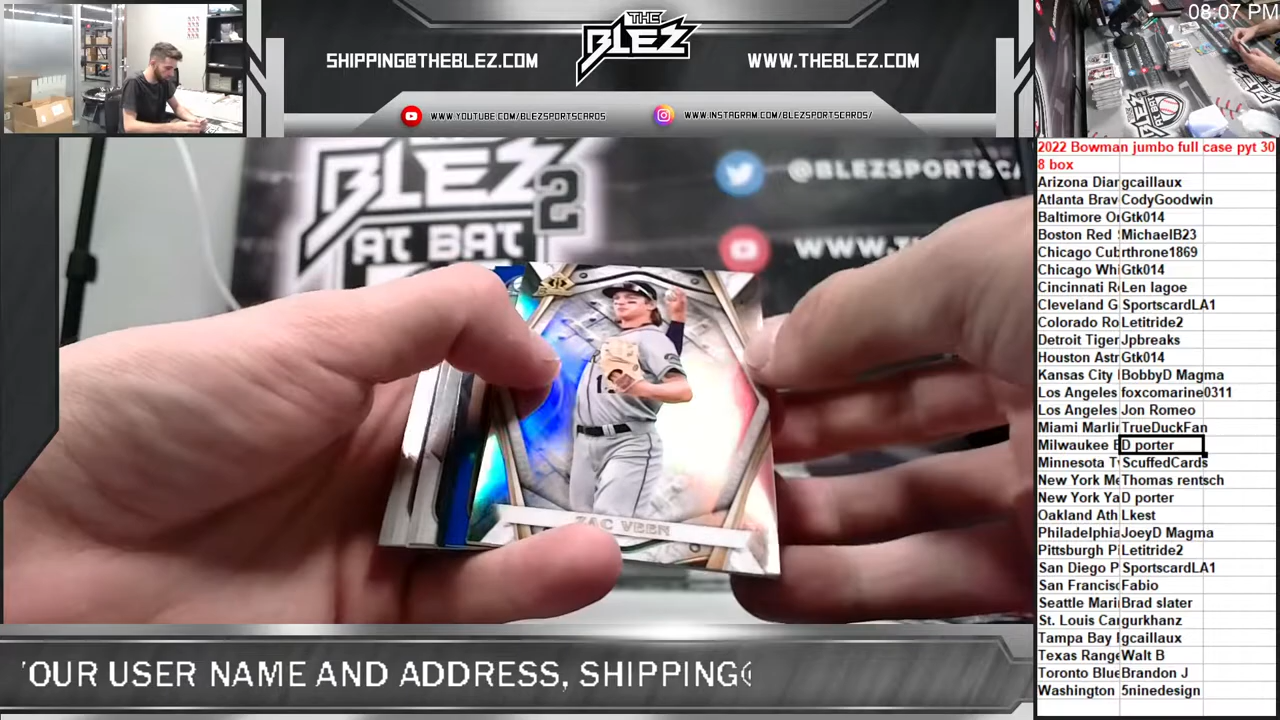 08:07 PM
THE
BLEZ
SHIPPING@THEBLEZ.COM
WWW.THEBLEZ.COM
WWW.YOUTUBE.COM/BLEZSPORTSCARDS
WWW.INSTAGRAM.COM/BLEZSPORTSCARDS/
BLEZ 2
AT BAT
@BLEZSPORTSCA
WWW.
ZAC VEEN
2022 Bowman jumbo full case pyt 30
8 box
Arizona Diar gcaillaux
Atlanta Brav CodyGoodwin
Baltimore O Gtk014
Boston Red MichaelB23
Chicago Cub rthrone1869
Chicago Whi Gtk014
Cincinnati R Len lagoe
Cleveland G SportscardLA1
Colorado Ro Letitride2
Detroit Tiger Jpbreaks
Houston Astr Gtk014
Kansas City BobbyD Magma
Los Angeles foxcomarine0311
Los Angeles Jon Romeo
Miami Marlin TrueDuckFan
Milwaukee B D porter
Minnesota Tw ScuffedCards
New York Me Thomas rentsch
New York Ya D porter
Oakland Ath Lkest
Philadelphia JoeyD Magma
Pittsburgh P Letitride2
San Diego P SportscardLA1
San Francisc Fabio
Seattle Mari Brad slater
St. Louis Car gurkhanz
Tampa Bay gcaillaux
Texas Range Walt B
Toronto Blue Brandon J
Washington 5ninedesign
OUR USER NAME AND ADDRESS, SHIPPING@